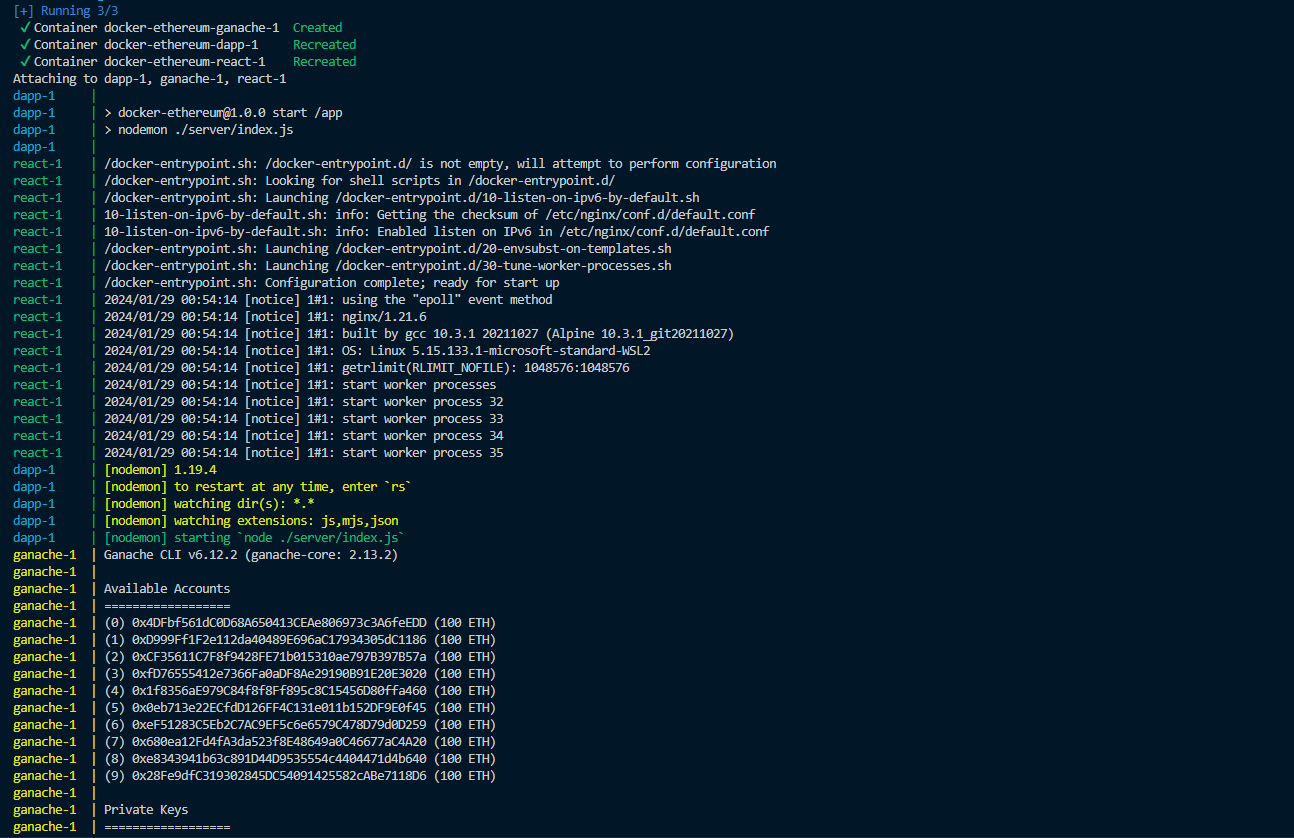 [+] Running 3/3
✓ Container docker-ethereum-ganache-1 Created
✓ Container docker-ethereum-dapp-1 Recreated
✓ Container docker-ethereum-react-1 Recreated
Attaching to dapp-1, ganache-1, react-1
dapp-1 |
dapp-1 | > docker-ethereum@1.0.0 start /app
dapp-1 | > nodemon ./server/index.js
dapp-1 |
react-1 | /docker-entrypoint.sh: /docker-entrypoint.d/ is not empty, will attempt to perform configuration
react-1 | /docker-entrypoint.sh: Looking for shell scripts in /docker-entrypoint.d/
react-1 | /docker-entrypoint.sh: Launching /docker-entrypoint.d/10-listen-on-ipv6-by-default.sh
react-1 | 10-listen-on-ipv6-by-default.sh: info: Getting the checksum of /etc/nginx/conf.d/default.conf
react-1 | 10-listen-on-ipv6-by-default.sh: info: Enabled listen on IPv6 in /etc/nginx/conf.d/default.conf
react-1 | /docker-entrypoint.sh: Launching /docker-entrypoint.d/20-envsubst-on-templates.sh
react-1 | /docker-entrypoint.sh: Launching /docker-entrypoint.d/30-tune-worker-processes.sh
react-1 | /docker-entrypoint.sh: Configuration complete; ready for start up
react-1 | 2024/01/29 00:54:14 [notice] 1#1: using the "epoll" event method
react-1 | 2024/01/29 00:54:14 [notice] 1#1: nginx/1.21.6
react-1 | 2024/01/29 00:54:14 [notice] 1#1: built by gcc 10.3.1 20211027 (Alpine 10.3.1_git20211027)
react-1 | 2024/01/29 00:54:14 [notice] 1#1: OS: Linux 5.15.133.1-microsoft-standard-WSL2
react-1 | 2024/01/29 00:54:14 [notice] 1#1: getrlimit(RLIMIT_NOFILE): 1048576:1048576
react-1 | 2024/01/29 00:54:14 [notice] 1#1: start worker processes
react-1 | 2024/01/29 00:54:14 [notice] 1#1: start worker process 32
react-1 | 2024/01/29 00:54:14 [notice] 1#1: start worker process 33
react-1 | 2024/01/29 00:54:14 [notice] 1#1: start worker process 34
react-1 | 2024/01/29 00:54:14 [notice] 1#1: start worker process 35
dapp-1 | [nodemon] 1.19.4
dapp-1 | [nodemon] to restart at any time, enter `rs`
dapp-1 | [nodemon] watching dir(s): *.*
dapp-1 | [nodemon] watching extensions: js,mjs,json
dapp-1 | [nodemon] starting `node ./server/index.js`
ganache-1 | Ganache CLI v6.12.2 (ganache-core: 2.13.2)
ganache-1 |
ganache-1 | Available Accounts
ganache-1 | ==================
ganache-1 | (0) 0x4DFbf561dC0D68A650413CEAe806973c3A6feEDD (100 ETH)
ganache-1 | (1) 0xD999Ff1F2e112da40489E696aC17934305dC1186 (100 ETH)
ganache-1 | (2) 0xCF35611C7F8f9428FE71b015310ae797B397B57a (100 ETH)
ganache-1 | (3) 0xfD76555412e7366Fa0aDF8Ae29190B91E20E3020 (100 ETH)
ganache-1 | (4) 0x1f8356aE979C84f8f8Ff895c8C15456D80ffa460 (100 ETH)
ganache-1 | (5) 0x0eb713e22ECfdD126FF4C131e011b152DF9E0f45 (100 ETH)
ganache-1 | (6) 0xeF51283C5Eb2C7AC9EF5c6e6579C478D79d0D259 (100 ETH)
ganache-1 | (7) 0x680ea12Fd4fA3da523f8E48649a0C46677aC4A20 (100 ETH)
ganache-1 | (8) 0xe8343941b63c891D44D9535554c4404471d4b640 (100 ETH)
ganache-1 | (9) 0x28Fe9dfC319302845DC54091425582cABe7118D6 (100 ETH)
ganache-1 |
ganache-1 | Private Keys
ganache-1 | ==================